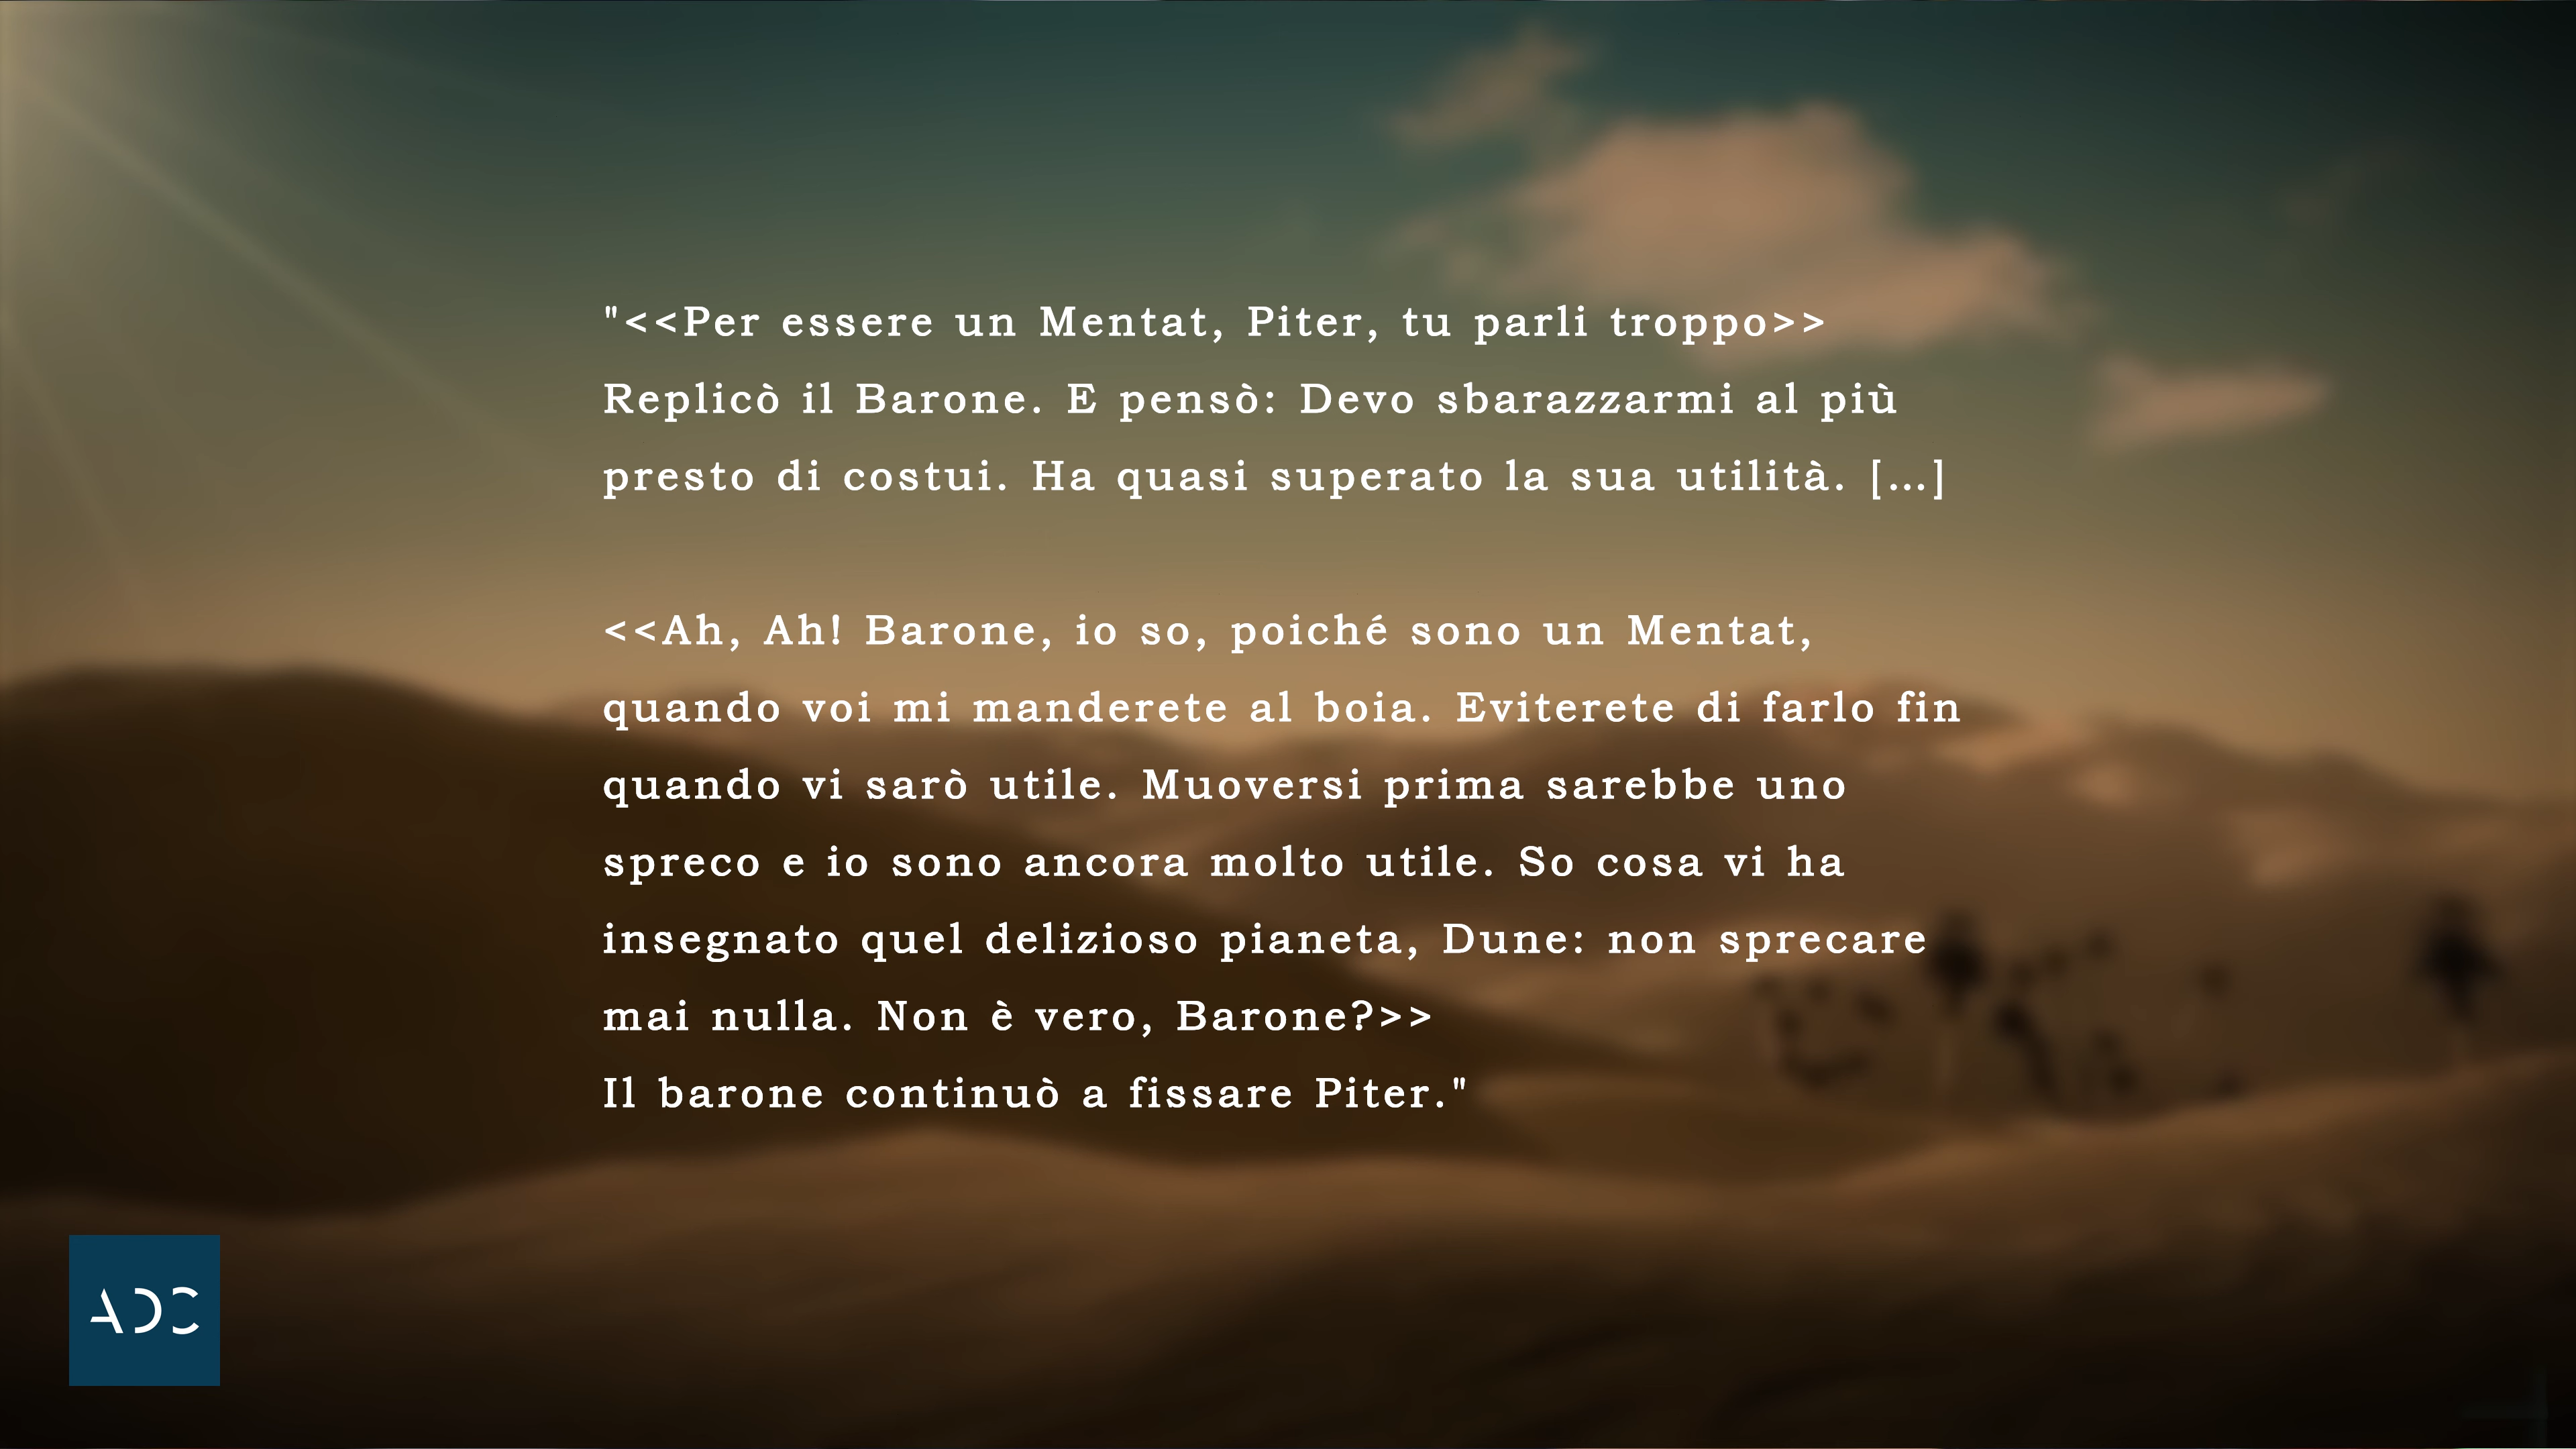 "<<Per essere un Mentat, Piter, tu parli troppo>>
Replicò il Barone. E pensò: Devo sbarazzarmi al più
presto di costui. Ha quasi superato la sua utilità. [...]
<<Ah, Ah! Barone, io so, poiché sono un Mentat,
quando voi mi manderete al boia. Eviterete di farlo fin
quando vi sarò utile. Muoversi prima sarebbe uno
spreco e io sono ancora molto utile. So cosa vi ha
insegnato quel delizioso pianeta, Dune: non sprecare
mai nulla. Non è vero, Barone?>>
Il barone continuò a fissare Piter."
ADC